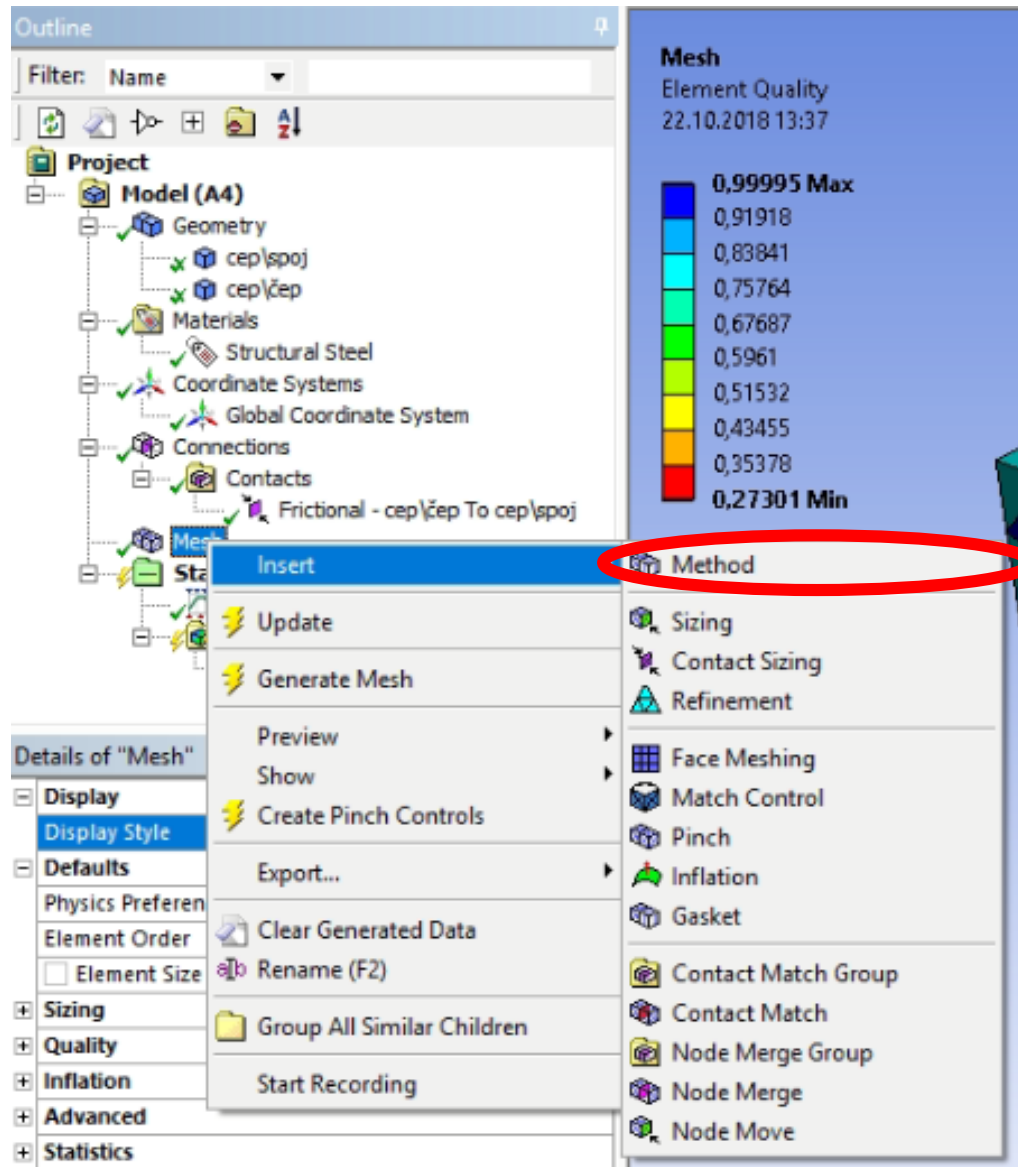 Outline
Filter: Name
Project
Model (A4)
Geometry
cep\spoj
cep\čep
Materials
Structural Steel
Coordinate Systems
Global Coordinate System
Connections
Contacts
Frictional - cep\čep To cep\spoj
Mesh
Sta
Details of "Mesh"
Display
Display Style
Defaults
Physics Preferen
Element Order
Element Size
Sizing
Quality
Inflation
Advanced
Statistics
Insert
Update
Generate Mesh
Preview
Show
Create Pinch Controls
Export...
Clear Generated Data
Rename (F2)
Group All Similar Children
Start Recording
Mesh
Element Quality
22.10.2018 13:37
0,99995 Max
0,91918
0,83841
0,75764
0,67687
0,5961
0,51532
0,43455
0,35378
0,27301 Min
Method
Sizing
Contact Sizing
Refinement
Face Meshing
Match Control
Pinch
Inflation
Gasket
Contact Match Group
Contact Match
Node Merge Group
Node Merge
Node Move